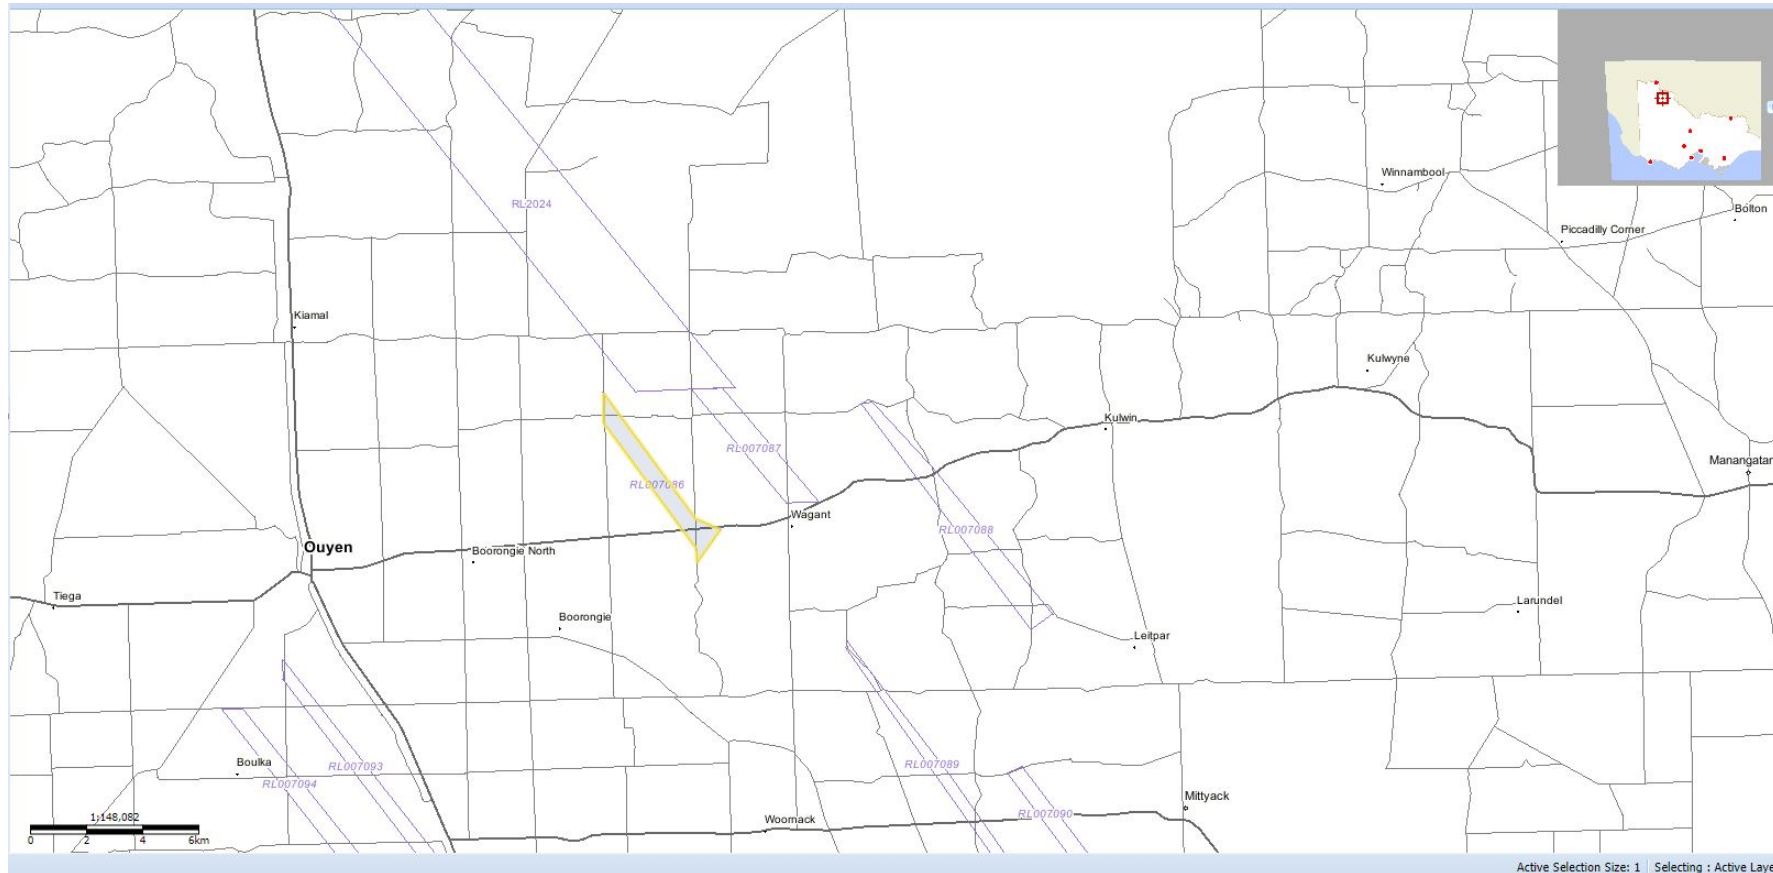 Winnambool
RL2024
Bolton
Piccadilly Corner
Kiamal
Kulwyne
Kulwin
RL007087
Manangatar
RL007086
Wagant
RL007088
Ouyen
Boorongie North
Tiega
Larundel
Boorongie
Leitpar
Boulka
RL007093
RL007089
RL007094
Mittyack
RL007090
1:148,082
Woornack
0 2 4 6km
Active Selection Size: 1 Selecting : Active Laye